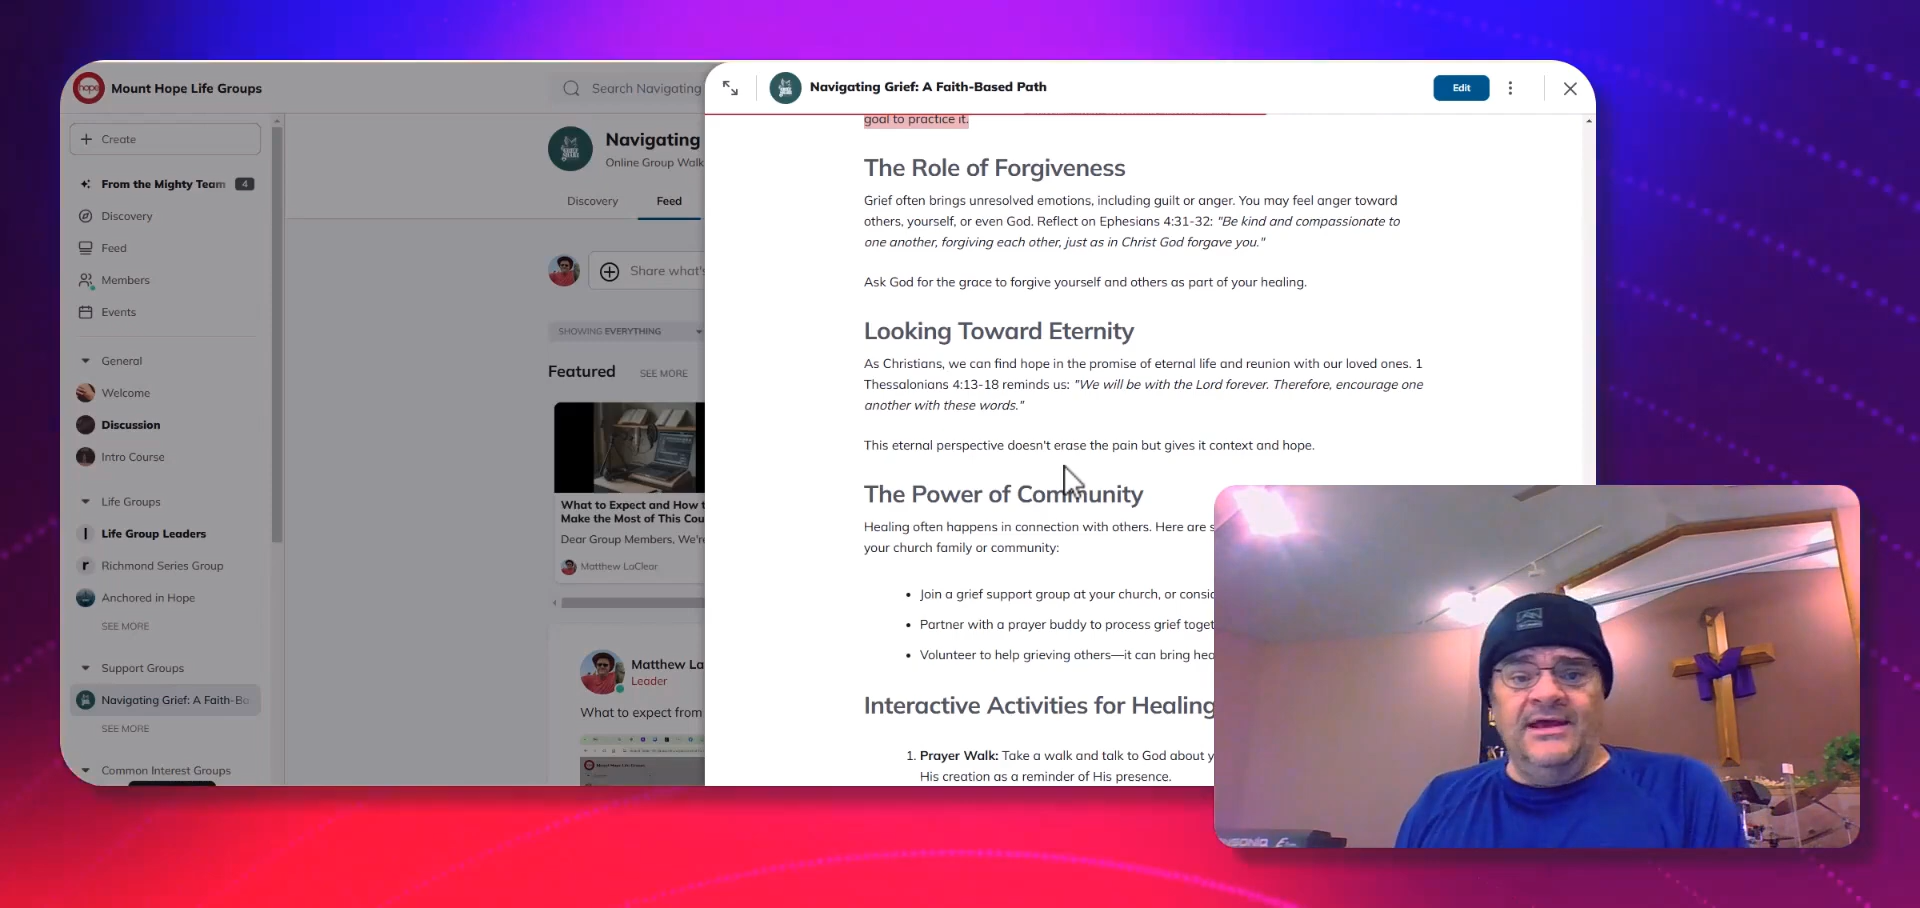 hope
Mount Hope Life Groups
Create
From the Mighty Team 4
Discovery
Feed
Members
Events
General
Welcome
Discussion
Intro Course
Life Groups
Life Group Leaders
Richmond Series Group
Anchored in Hope
SEE MORE
Support Groups
Navigating Grief: A Faith-Ba
SEE MORE
Common Interest Groups
Search Navigating
Navigating
Online Group Walk
Discovery
Feed
Share what's
SHOWING EVERYTHING
Featured SEE MORE
What to Expect and How t
Make the Most of This Cou
Dear Group Members, We're
Matthew LaClear
Matthew La
Leader
What to expect from
Navigating Grief: A Faith-Based Path
Edit
goal to practice it.
The Role of Forgiveness
Grief often brings unresolved emotions, including guilt or anger. You may feel anger toward
others, yourself, or even God. Reflect on Ephesians 4:31-32: "Be kind and compassionate to
one another, forgiving each other, just as in Christ God forgave you."
Ask God for the grace to forgive yourself and others as part of your healing.
Looking Toward Eternity
As Christians, we can find hope in the promise of eternal life and reunion with our loved ones. 1
Thessalonians 4:13-18 reminds us: "We will be with the Lord forever. Therefore, encourage one
another with these words."
This eternal perspective doesn't erase the pain but gives it context and hope.
The Power of Community
Healing often happens in connection with others. Here are s
your church family or community:
• Join a grief support group at your church, or consid
• Partner with a prayer buddy to process grief toget
• Volunteer to help grieving others—it can bring hea
Interactive Activities for Healing
1. Prayer Walk: Take a walk and talk to God about y
His creation as a reminder of His presence.